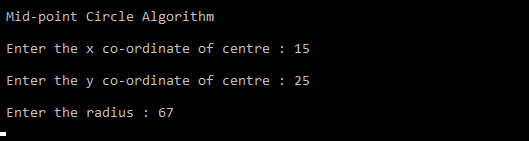 Mid-point Circle Algorithm
Enter the x co-ordinate of centre : 15
Enter the y co-ordinate of centre : 25
Enter the radius : 67